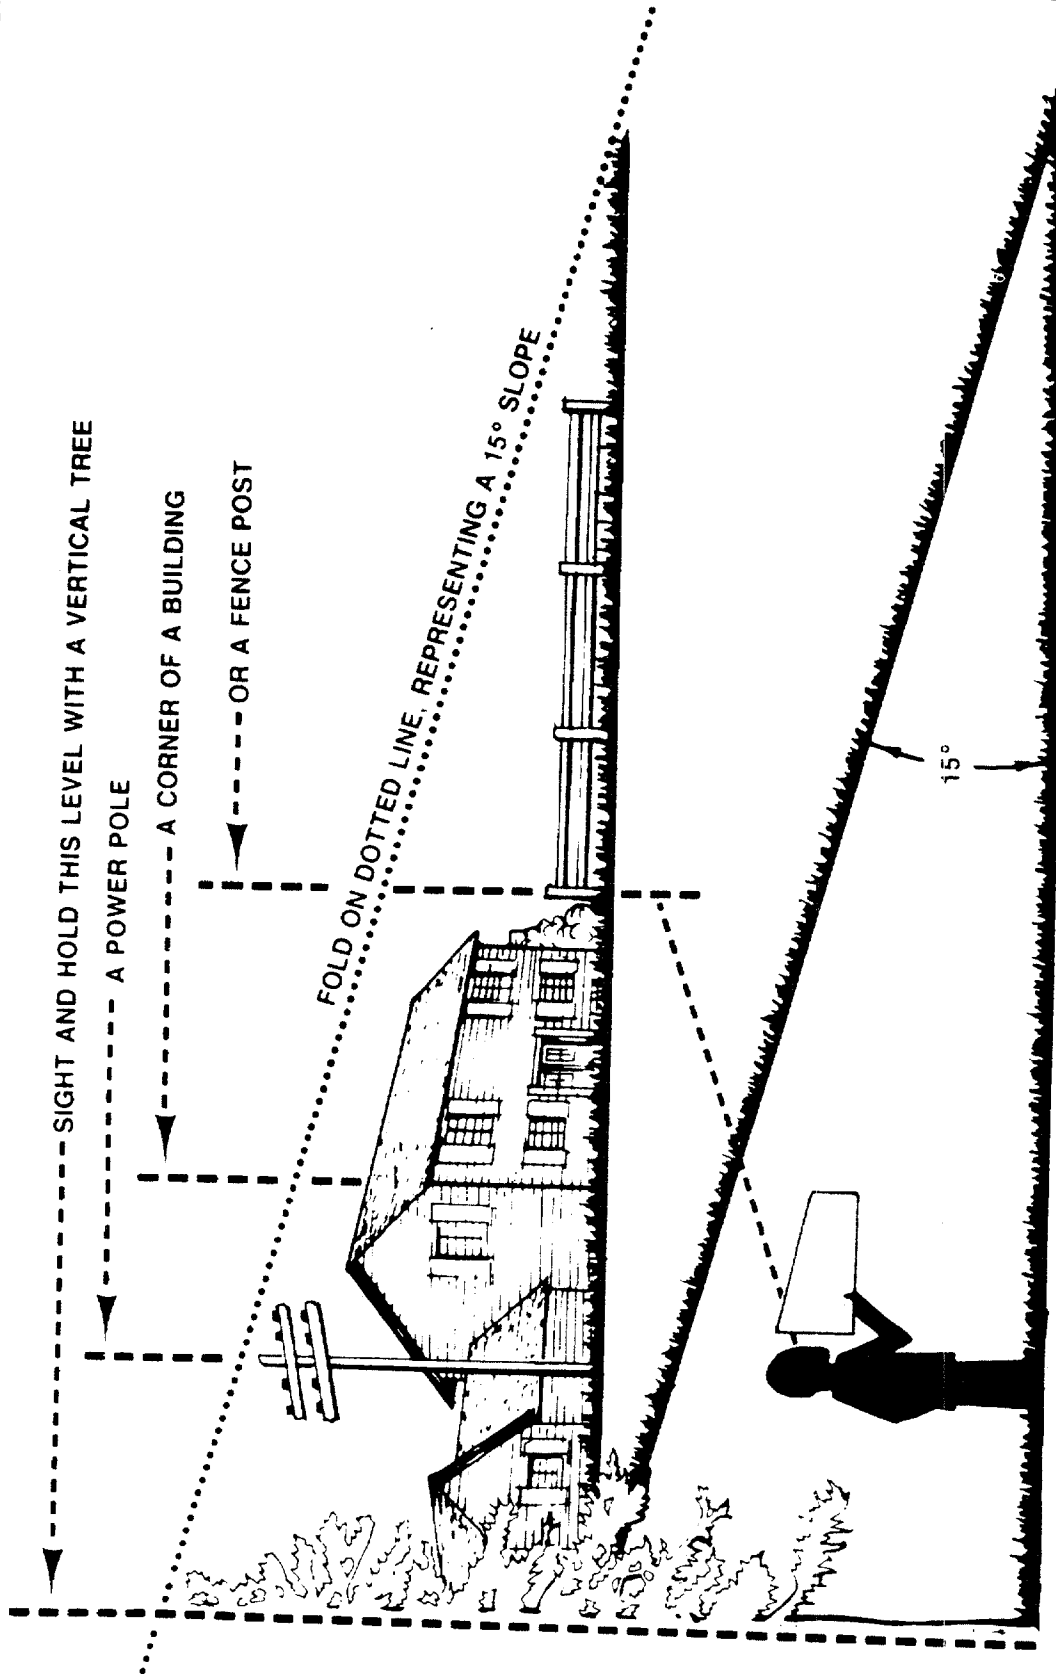 SIGHT AND HOLD THIS LEVEL WITH A VERTICAL TREE
A POWER POLE
A CORNER OF A BUILDING
OR A FENCE POST
FOLD ON DOTTED LINE, REPRESENTING A 15° SLOPE
15°